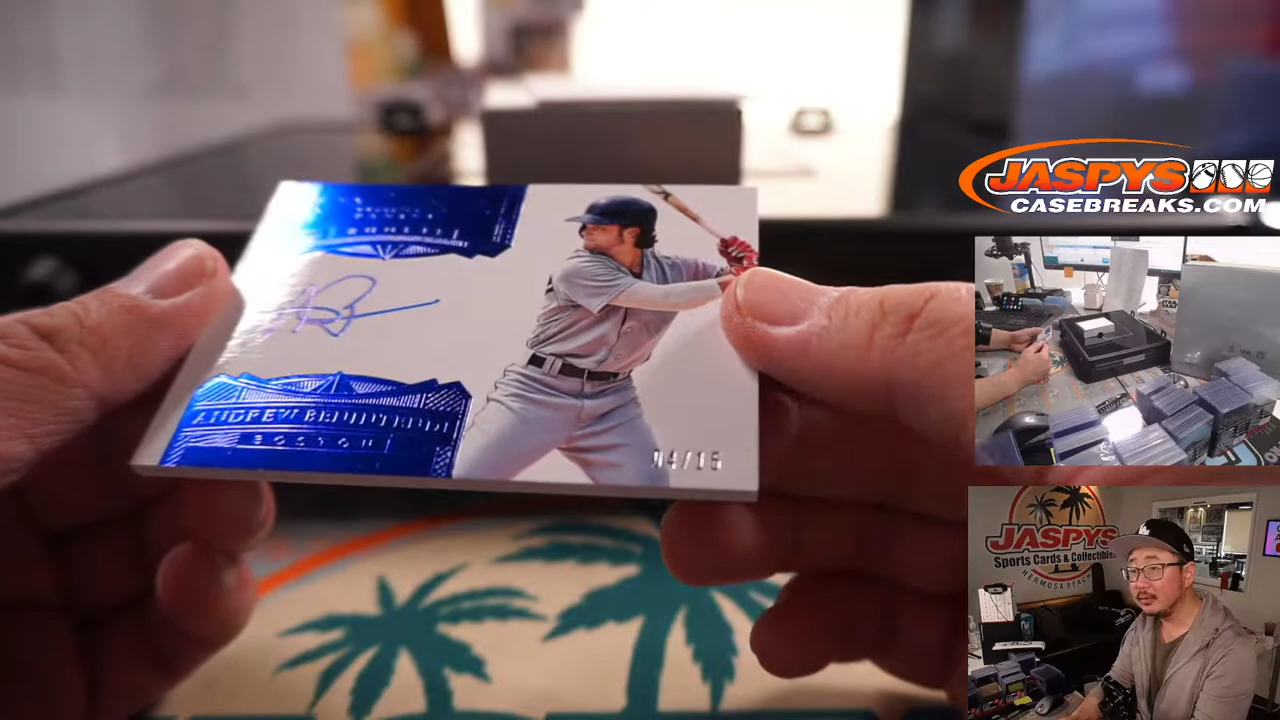 ANDREW BENINTENDI
BOSTON
04/15
JASPYS
CASEBREAKS.COM
JASPYS
Sports Cards & Collectibles
HERMOSA BEACH